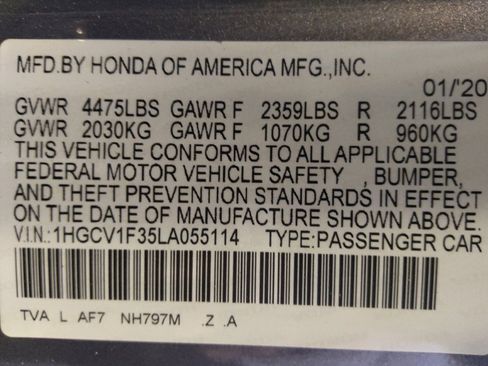 MFD.BY HONDA OF AMERICA MFG.,INC.
01/'20
GVWR 4475LBS GAWR F 2359LBS R 2116LBS
GVWR 2030KG GAWR F 1070KG R 960KG
THIS VEHICLE CONFORMS TO ALL APPLICABLE
FEDERAL MOTOR VEHICLE SAFETY , BUMPER,
AND THEFT PREVENTION STANDARDS IN EFFECT
ON THE DATE OF MANUFACTURE SHOWN ABOVE.
V.I.N.:1HGCV1F35LA055114 TYPE:PASSENGER CAR
TVA L AF7 NH797M .Z .A